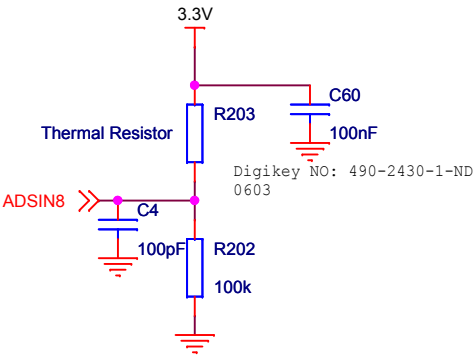 3.3V
C60
R203
Thermal Resistor
100nF
Digikey NO: 490-2430-1-ND
0603
ADSIN8
C4
100pF
R202
100k